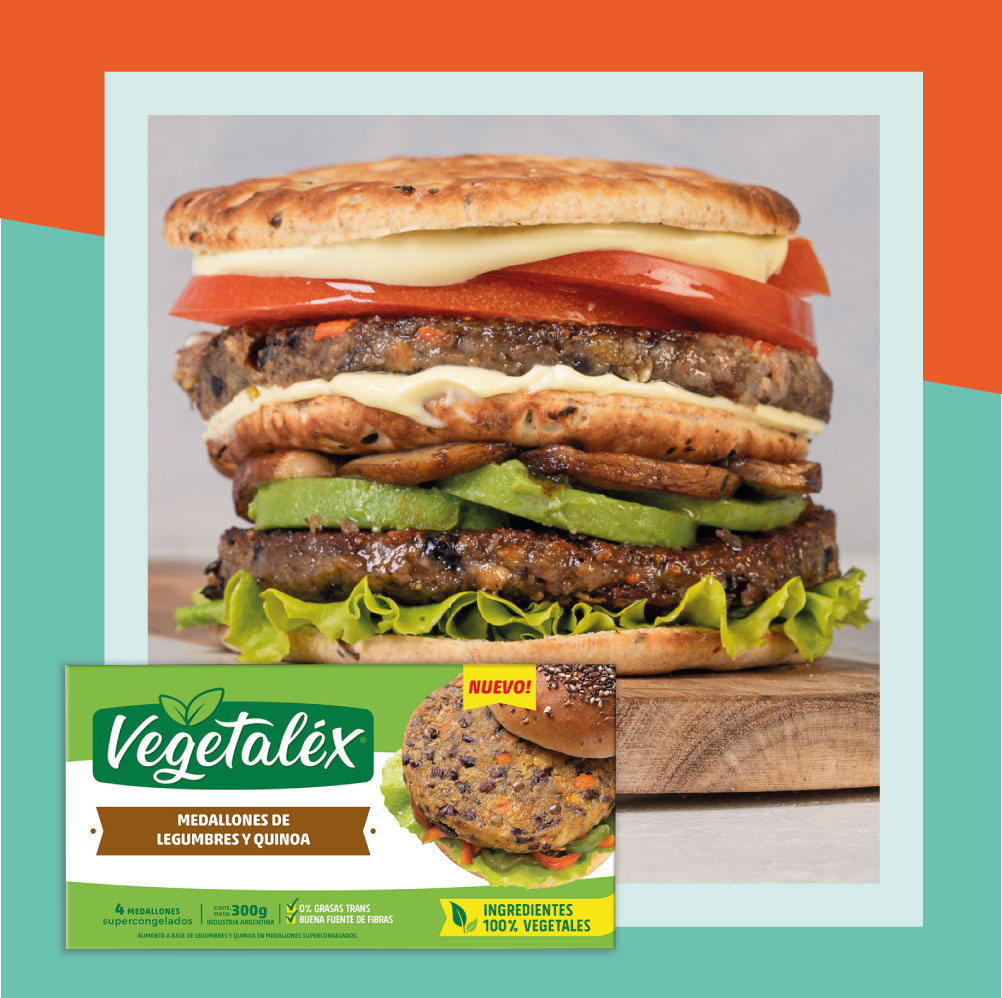 NUEVO!
Vegetaléx®
MEDALLONES DE
LEGUMBRES Y QUINOA
4 MEDALLONES
supercongelados
cont. neto 300g
INDUSTRIA ARGENTINA
0% GRASAS TRANS
BUENA FUENTE DE FIBRAS
ALIMENTO A BASE DE LEGUMBRES Y QUINOA EN MEDALLONES SUPERCONGELADOS.
INGREDIENTES
100% VEGETALES